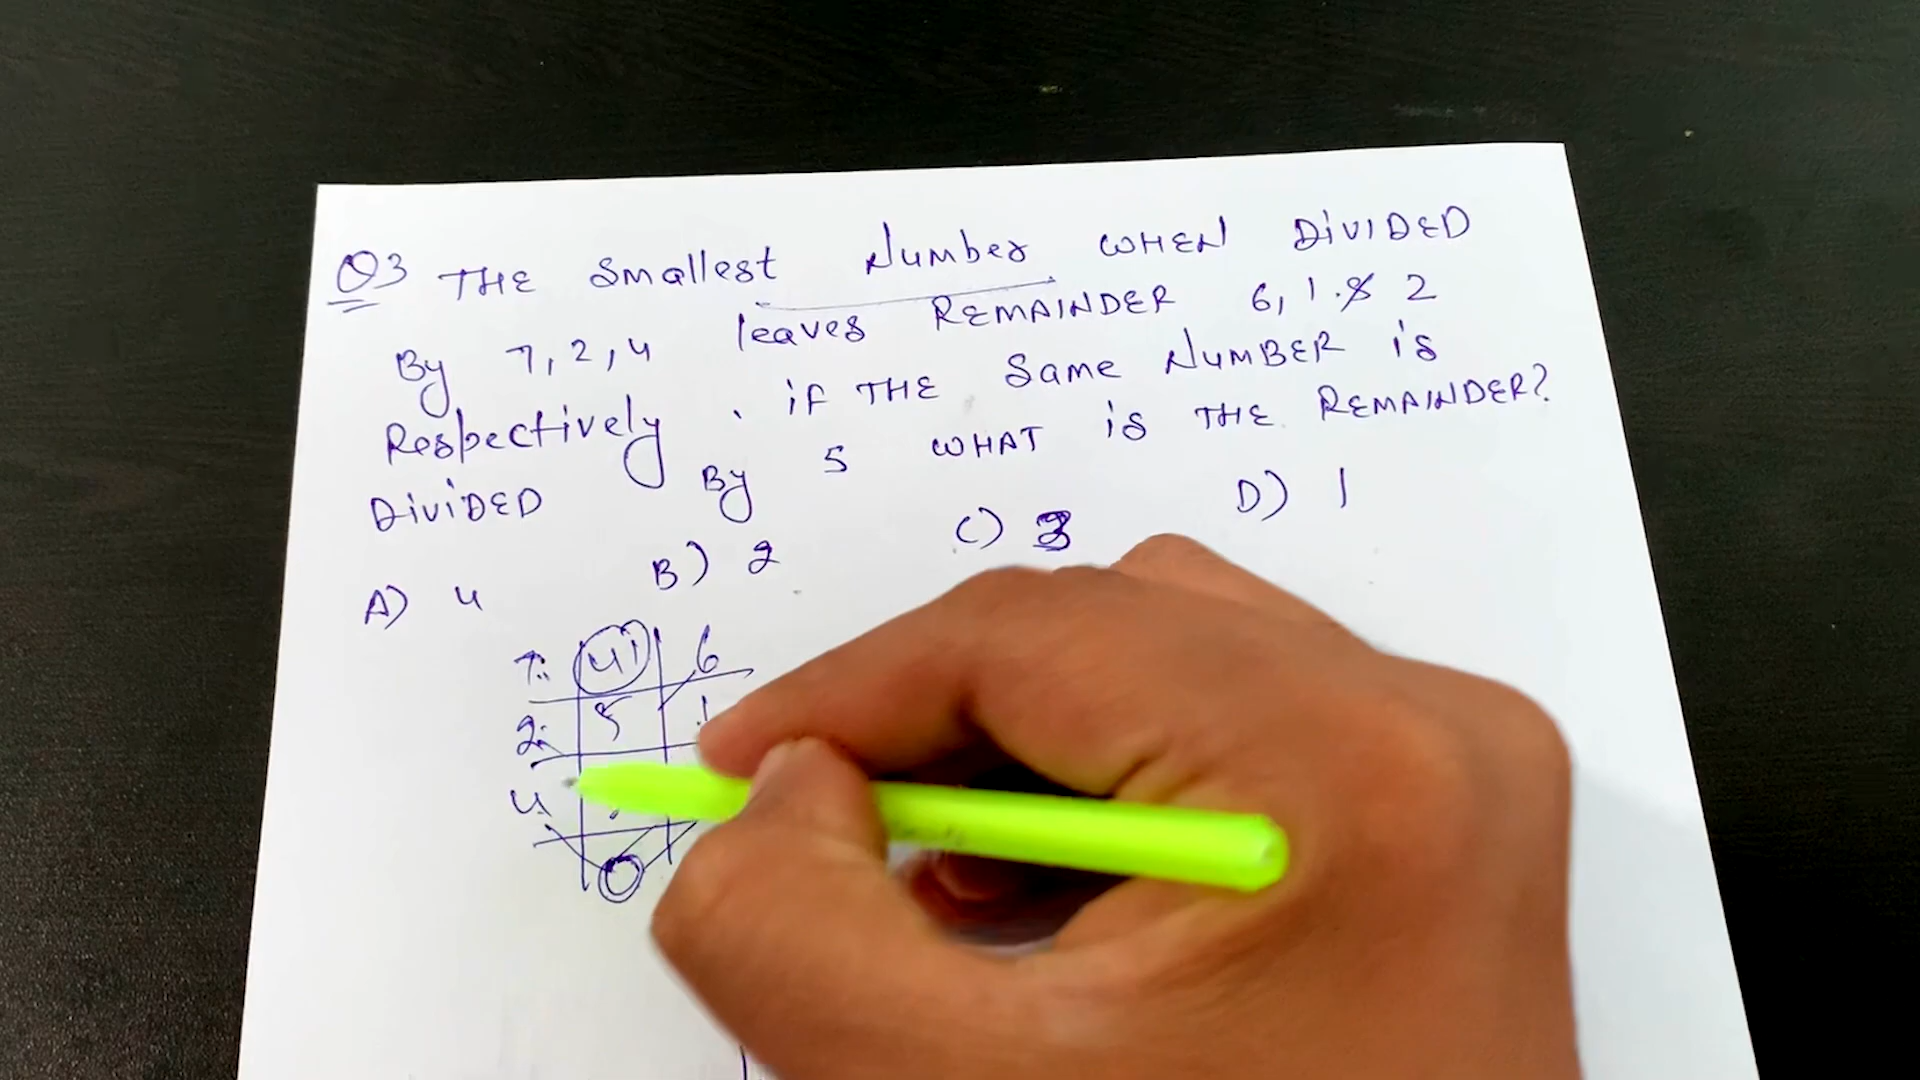 Q3 THE Smallest Number WHEN DIVIDED
By 7, 2, 4 leaves REMAINDER 6, 1 & 2
Respectively. if THE Same NUMBER is
DIVIDED By 5 WHAT is THE REMAINDER?
A) 4 B) 2 C) 3 D) 1
7: 41 6
2: 5 1
4:
0